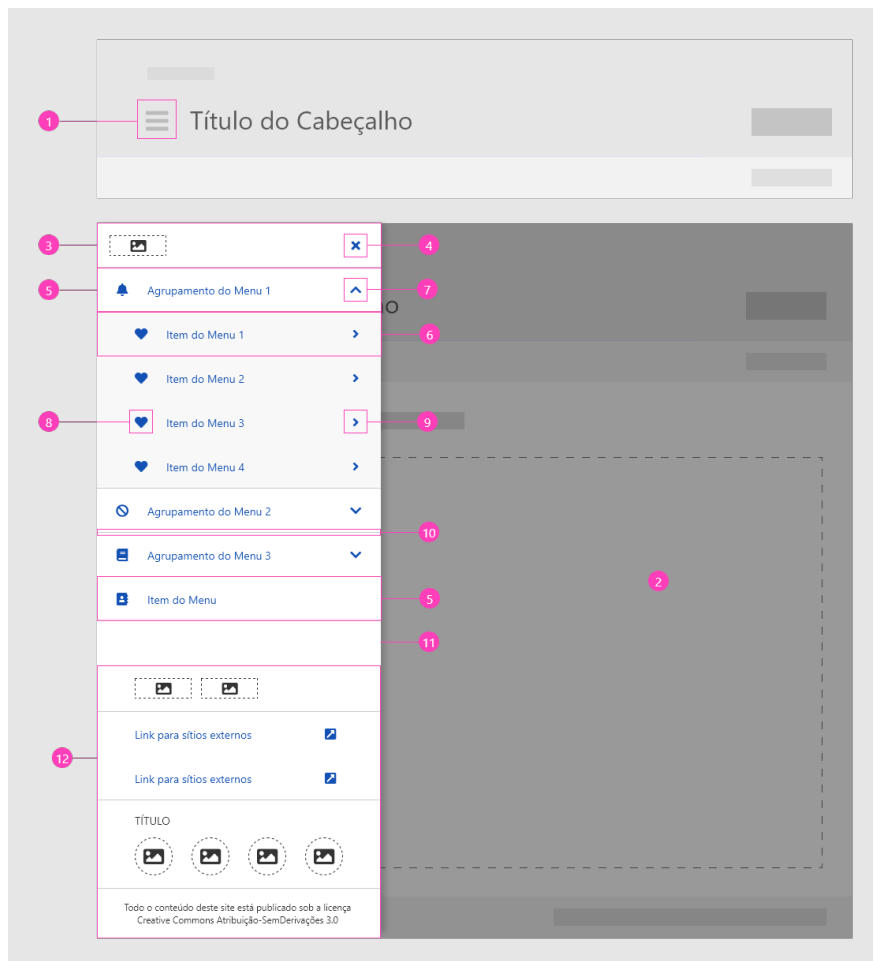 1
Título do Cabeçalho
3
4
5
Agrupamento do Menu 1
7
lo
Item do Menu 1
6
Item do Menu 2
8
Item do Menu 3
9
Item do Menu 4
Agrupamento do Menu 2
10
Agrupamento do Menu 3
2
Item do Menu
5
11
Link para sítios externos
12
Link para sítios externos
TÍTULO
Todo o conteúdo deste site está publicado sob a licença
Creative Commons Atribuição-SemDerivações 3.0